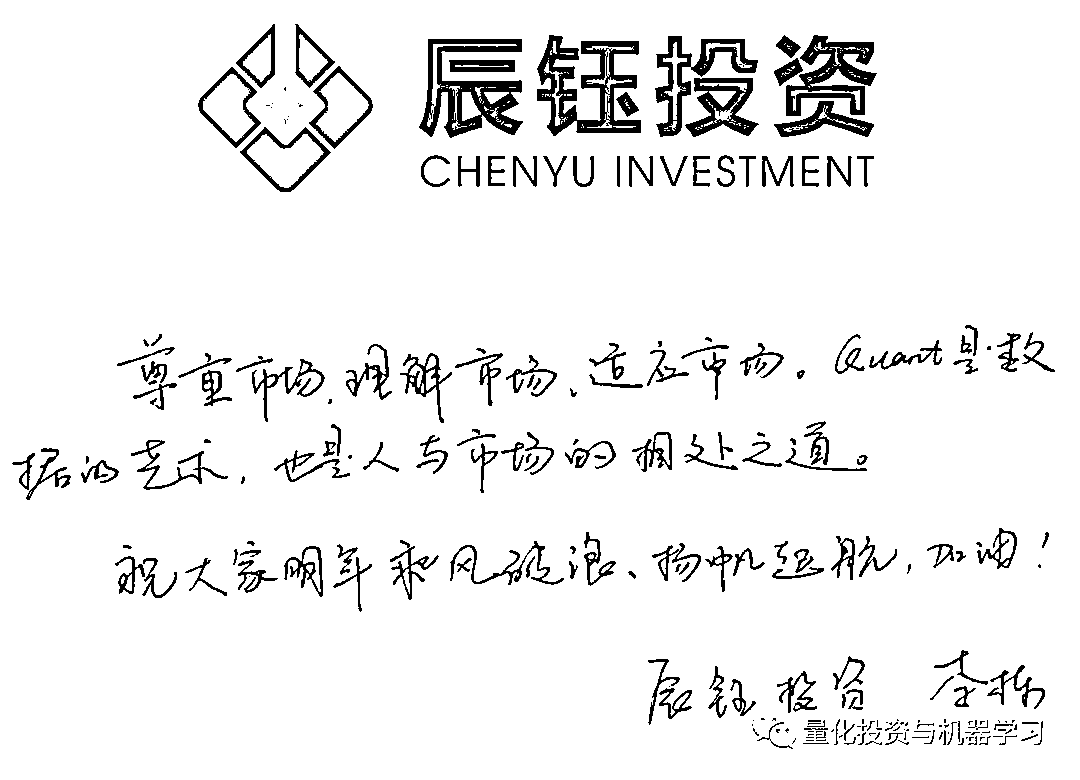 辰钰投资
CHENYU INVESTMENT
尊重市场、理解市场、适应市场。Quant是数
据的艺术，也是人与市场的相处之道。
祝大家明年乘风破浪、扬帆起航，加油！
辰钰投资 李栋
量化投资与机器学习